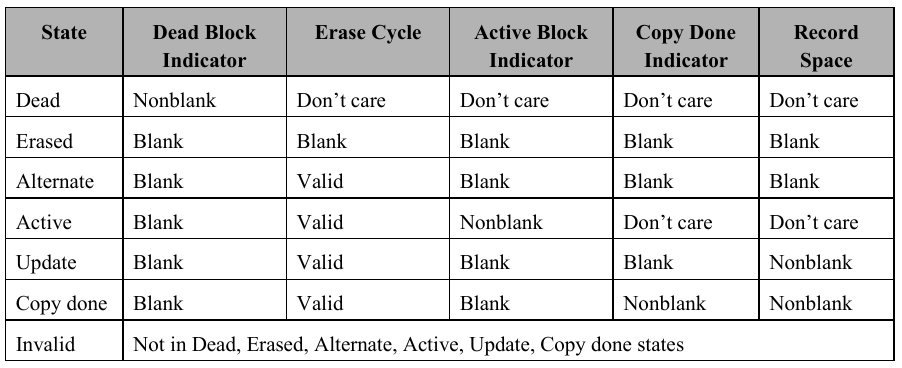 State Dead Block Indicator Erase Cycle Active Block Indicator Copy Done Indicator Record Space
Dead Nonblank Don’t care Don’t care Don’t care Don’t care
Erased Blank Blank Blank Blank Blank
Alternate Blank Valid Blank Blank Blank
Active Blank Valid Nonblank Don’t care Don’t care
Update Blank Valid Blank Blank Nonblank
Copy done Blank Valid Blank Nonblank Nonblank
Invalid Not in Dead, Erased, Alternate, Active, Update, Copy done states